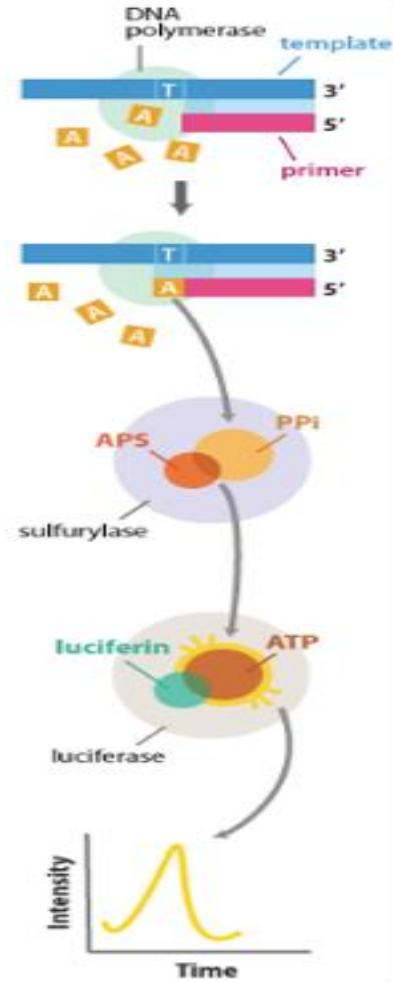 DNA
polymerase
template
T
3'
A
5'
A
A
A
primer
T
3'
A
A
5'
A
A
PPi
APS
sulfurylase
luciferin
ATP
luciferase
Intensity
Time